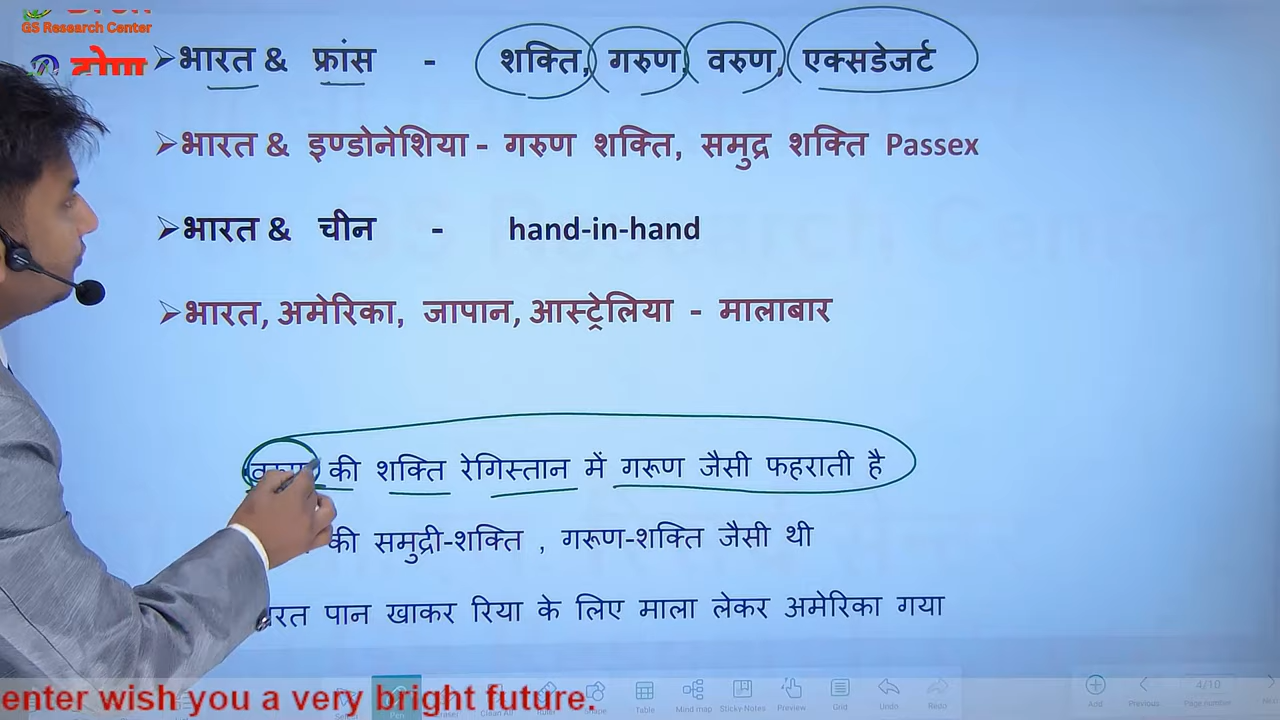 GS Research Center
द्रोण
➢भारत & फ्रांस - शक्ति, गरुण, वरुण, एक्सडेजर्ट
➢भारत & इण्डोनेशिया - गरुण शक्ति, समुद्र शक्ति Passex
➢भारत & चीन - hand-in-hand
➢भारत, अमेरिका, जापान, आस्ट्रेलिया - मालाबार
की शक्ति रेगिस्तान में गरूण जैसी फहराती है
की समुद्री-शक्ति , गरूण-शक्ति जैसी थी
पान खाकर रिया के लिए माला लेकर अमेरिका गया
Table Mind map Sticky-Notes Preview Grid Undo Redo Add Previous Page number
4/10
enter wish you a very bright future.